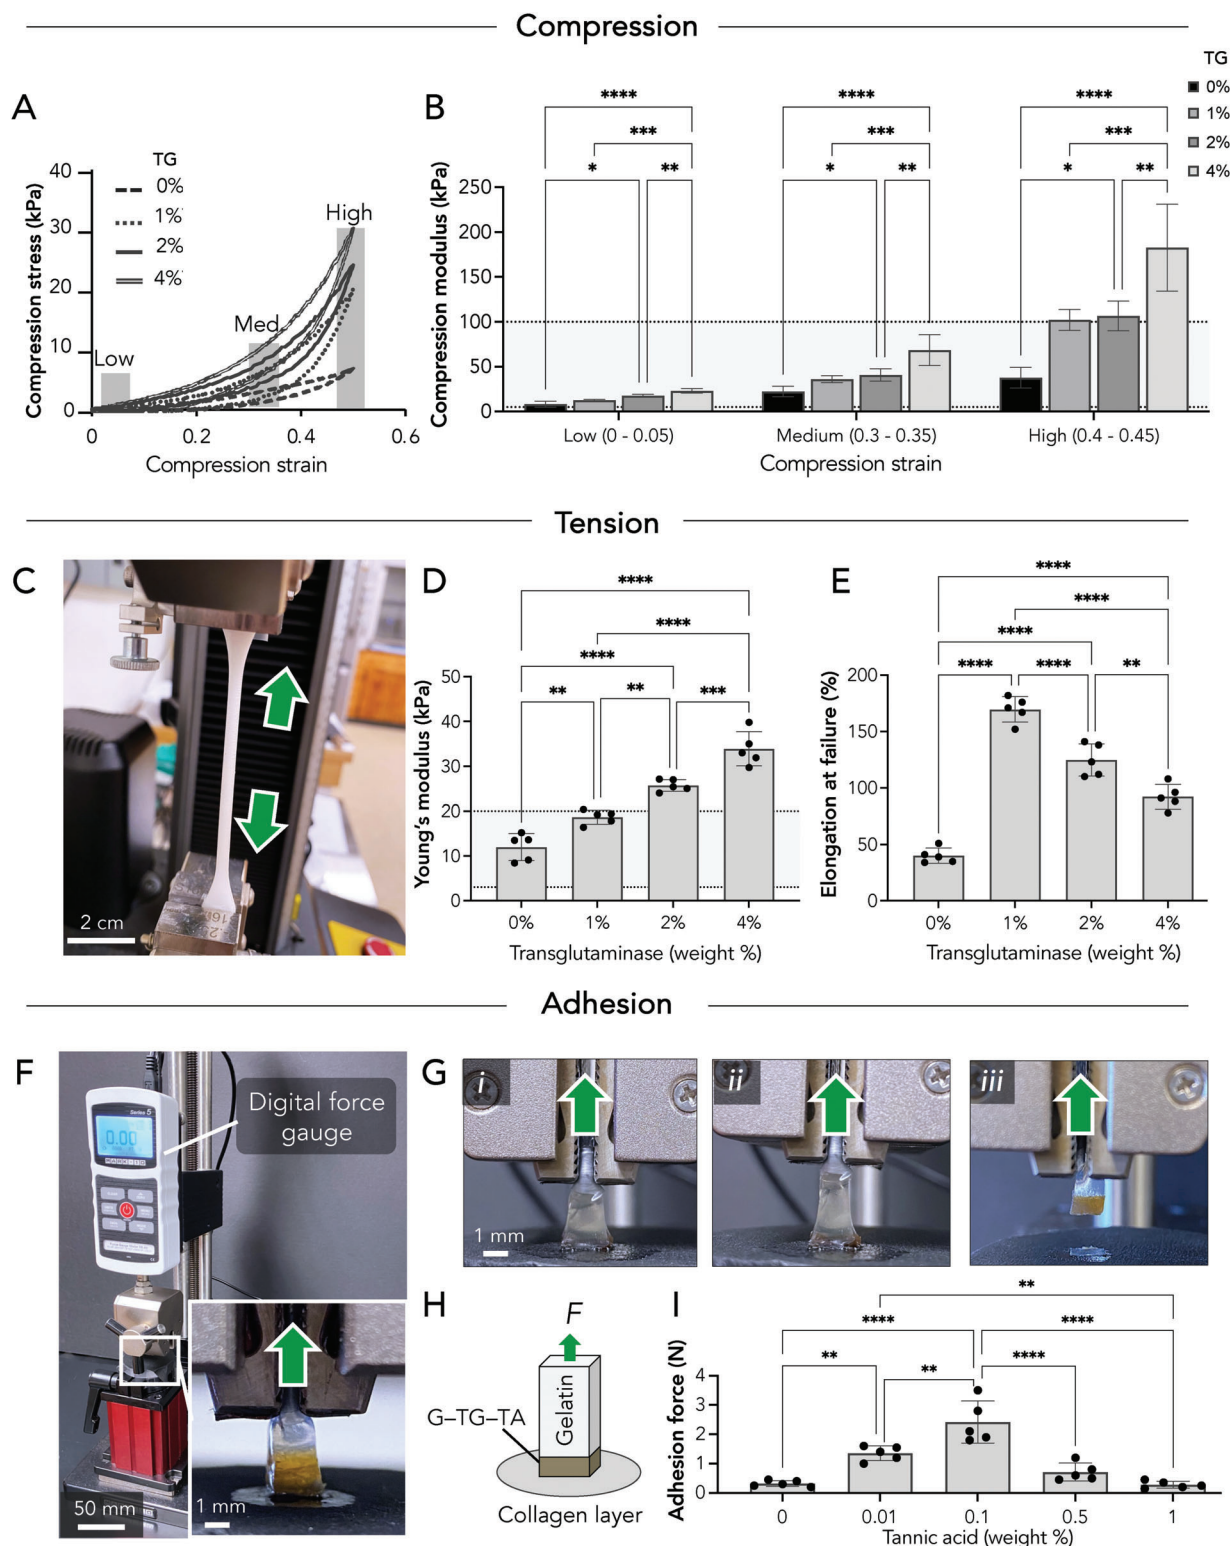 Compression
TG
0%
1%
2%
4%
A
TG
0%
1%
2%
4%
Low
Med
High
Compression stress (kPa)
40
30
20
10
0
0
0.2
0.4
0.6
Compression strain
B
****
***
*
**
****
***
*
**
****
***
*
**
Compression modulus (kPa)
250
200
150
100
50
0
Low (0 - 0.05)
Medium (0.3 - 0.35)
High (0.4 - 0.45)
Compression strain
Tension
C
2 cm
D
****
****
****
**
**
***
Young's modulus (kPa)
50
40
30
20
10
0
0%
1%
2%
4%
Transglutaminase (weight %)
E
****
****
****
****
****
**
Elongation at failure (%)
200
150
100
50
0
0%
1%
2%
4%
Transglutaminase (weight %)
Adhesion
F
Digital force
gauge
Series 5
0.00
50 mm
1 mm
G
i
1 mm
ii
iii
H
F
Gelatin
G–TG–TA
Collagen layer
I
**
****
****
**
**
****
Adhesion force (N)
4
3
2
1
0
0
0.01
0.1
0.5
1
Tannic acid (weight %)